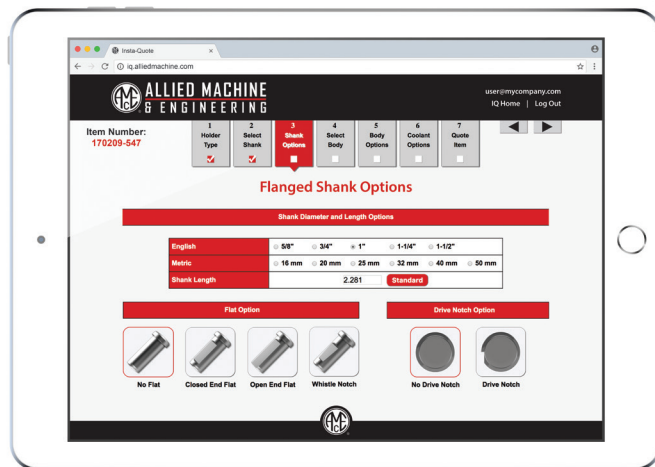 Insta-Quote
iq.alliedmachine.com
ALLIED MACHINE
& ENGINEERING
user@mycompany.com
IQ Home | Log Out
Item Number:
170209-547
1 Holder Type
2 Select Shank
3 Shank Options
4 Select Body
5 Body Options
6 Coolant Options
7 Quote Item
Flanged Shank Options
Shank Diameter and Length Options
English 5/8" 3/4" 1" 1-1/4" 1-1/2"
Metric 16 mm 20 mm 25 mm 32 mm 40 mm 50 mm
Shank Length 2.281 Standard
Flat Option
Drive Notch Option
No Flat Closed End Flat Open End Flat Whistle Notch No Drive Notch Drive Notch